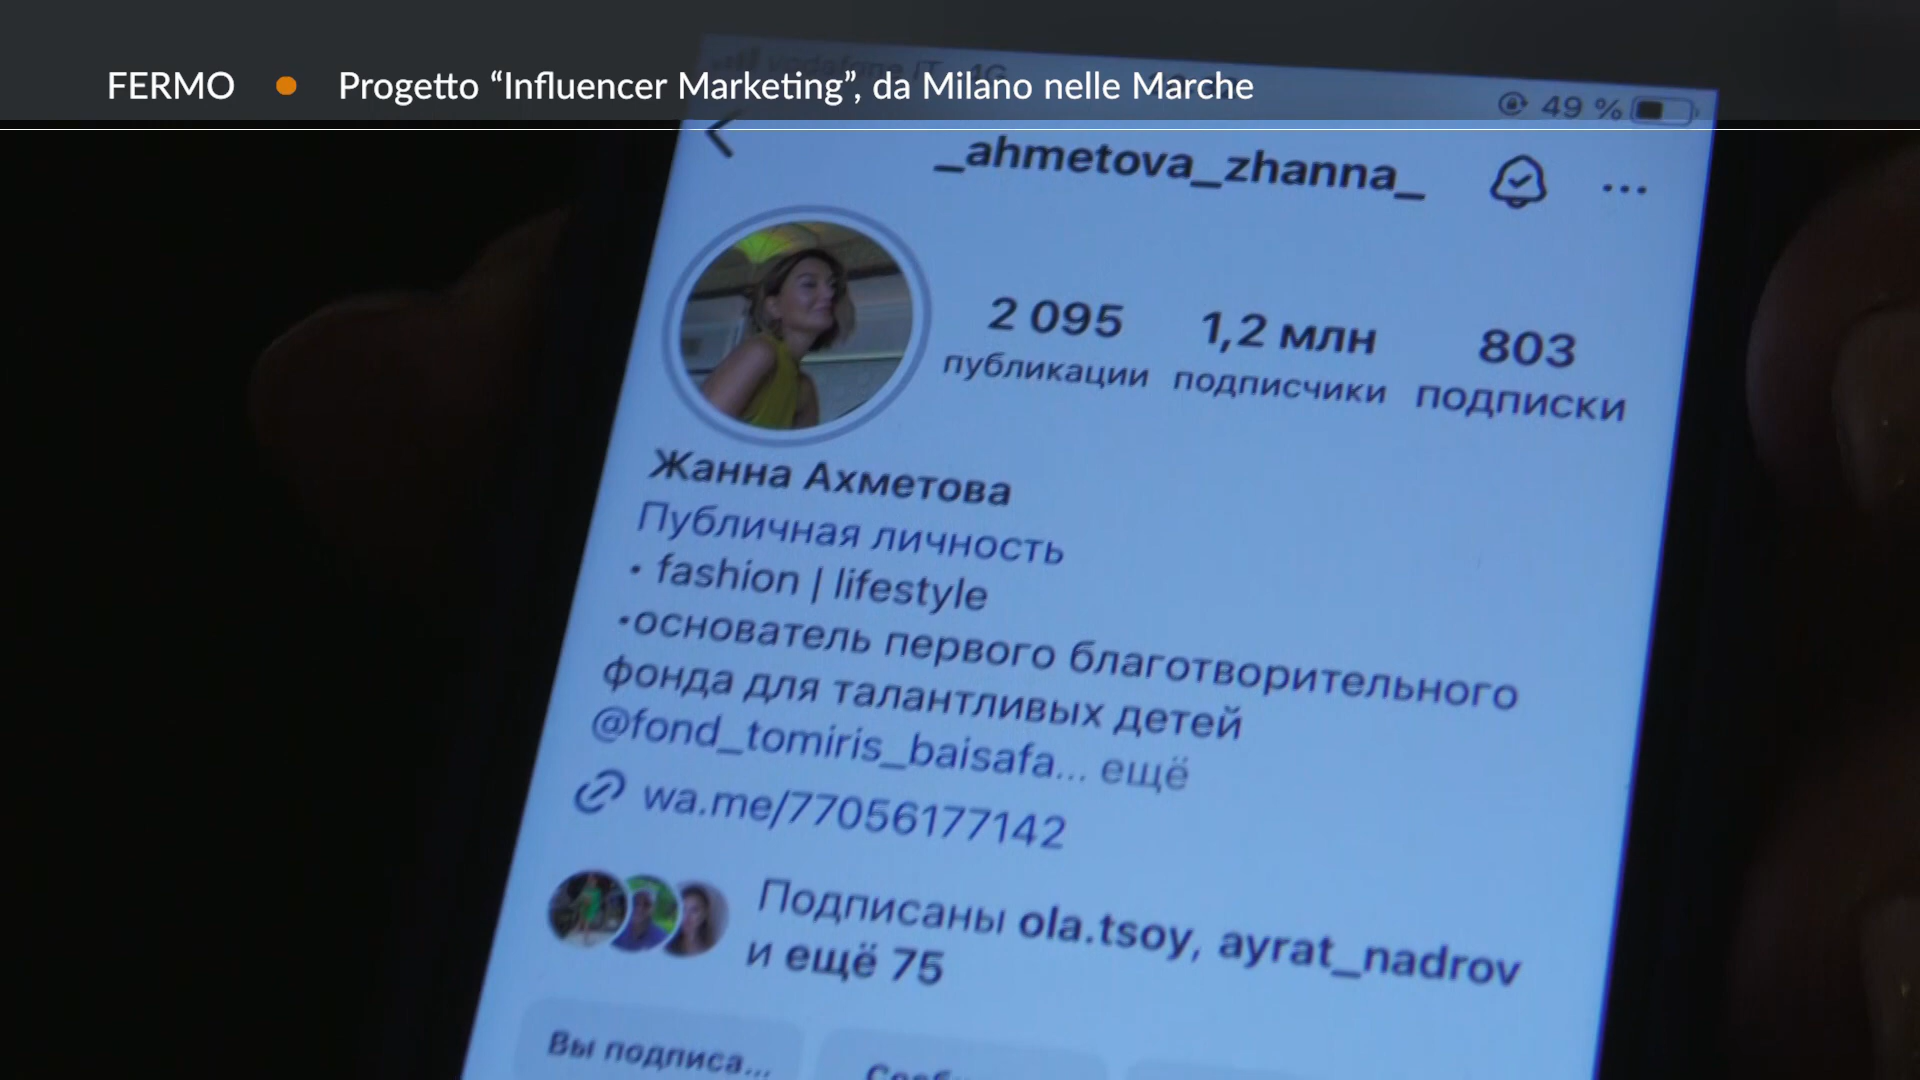 FERMO • Progetto “Influencer Marketing”, da Milano nelle Marche
49 %
_ahmetova_zhanna_
2 095 1,2 млн 803
публикации подписчики подписки
Жанна Ахметова
Публичная личность
• fashion | lifestyle
•основатель первого благотворительного
фонда для талантливых детей
@fond_tomiris_baisafa... ещё
wa.me/77056177142
Подписаны ola.tsoy, ayrat_nadrov
и ещё 75
Вы подписа...